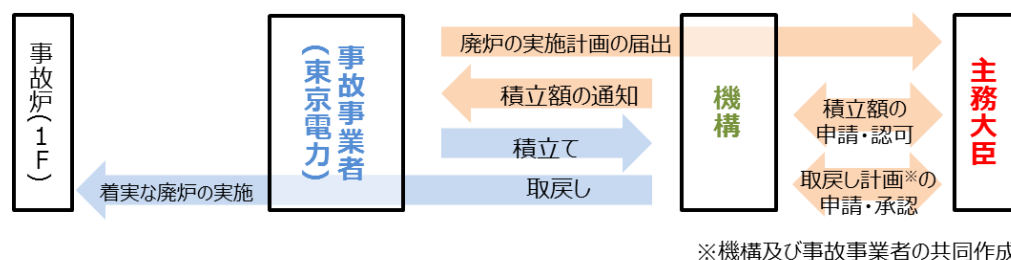 事故炉(1F)
事故事業者
(東京電力)
廃炉の実施計画の届出
積立額の通知
積立て
取戻し
着実な廃炉の実施
機構
積立額の
申請・認可
取戻し計画※の
申請・承認
主務大臣
※機構及び事故事業者の共同作成